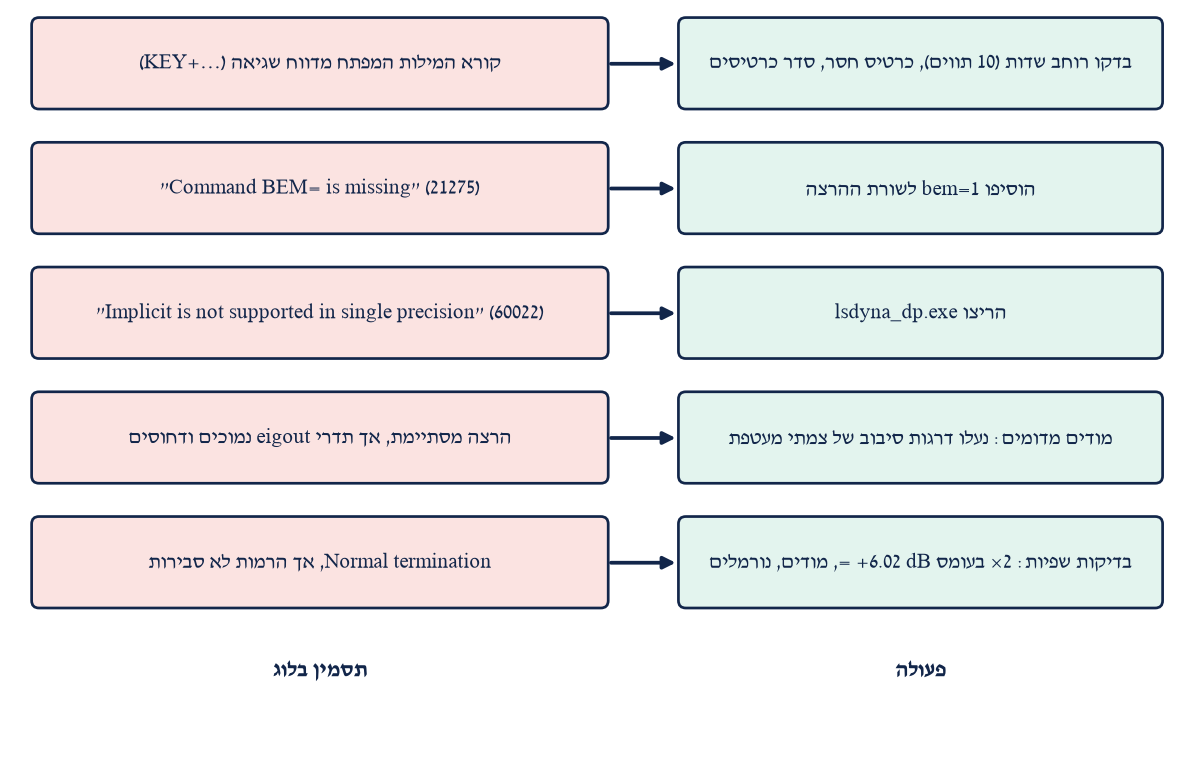 קורא המילות המפתח מדווח שגיאה (KEY+…)
בדקו רוחב שדות (10 תווים), כרטיס חסר, סדר כרטיסים
"Command BEM= is missing" (21275)
הוסיפו bem=1 לשורת ההרצה
"Implicit is not supported in single precision" (60022)
הריצו lsdyna_dp.exe
הרצה מסתיימת, אך תדרי eigout נמוכים ודחוסים
מודים מדומים: נעלו דרגות סיבוב של צמתי מעטפת
Normal termination, אך הרמות לא סבירות
בדיקות שפיות: ×2 בעומס = +6.02 dB, מודים, נורמלים
תסמין בלוג
פעולה